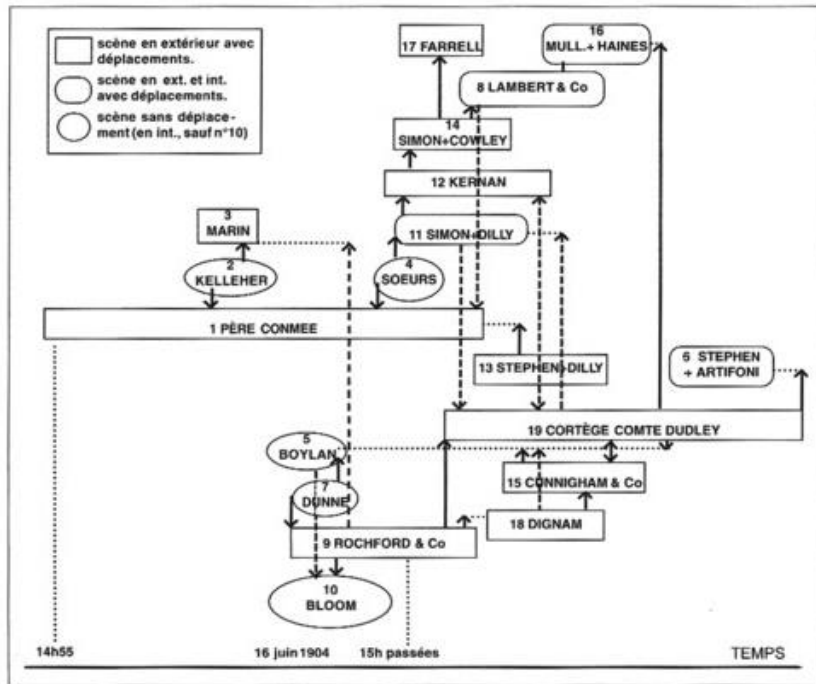 scène en extérieur avec
déplacements.
scène en ext. et int.
avec déplacements.
scène sans déplace-
ment (en int., sauf n°10)
17 FARRELL
16
MULL.+ HAINES
8 LAMBERT & Co
14
SIMON+COWLEY
12 KERNAN
3
MARIN
11 SIMON+DILLY
2
KELLEHER
4
SOEURS
1 PÈRE CONMEE
13 STEPHEN+DILLY
6 STEPHEN
+ ARTIFONI
19 CORTÈGE COMTE DUDLEY
5
BOYLAN
7
DUNNE
15 CUNNIGHAM & Co
18 DIGNAM
9 ROCHFORD & Co
10
BLOOM
14h55
16 juin 1904
15h passées
TEMPS